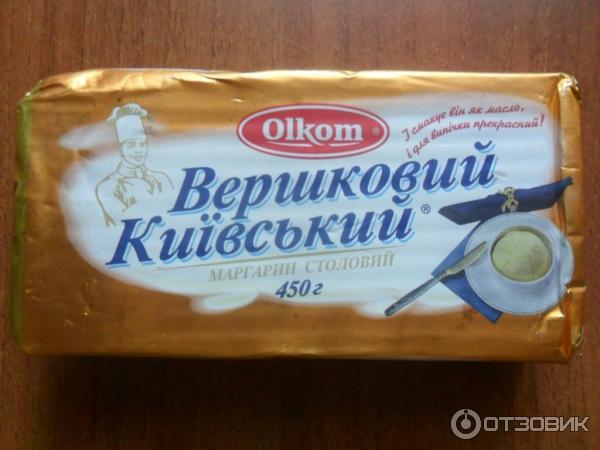 Olkom®
І смакує він як масло,
і для випічки прекрасний!
Вершковий
Київський®
МАРГАРИН СТОЛОВИЙ
450 г
ОТЗОВИК